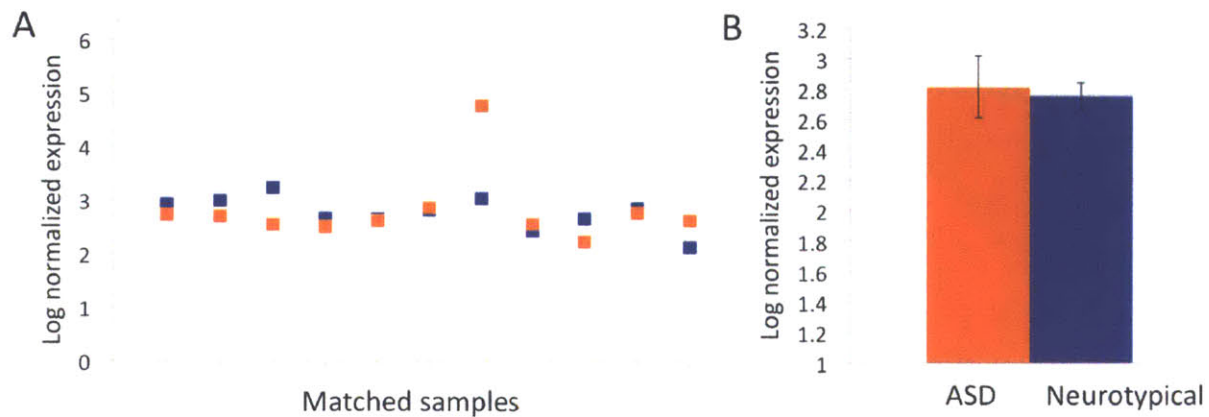 A
Log normalized expression
6
5
4
3
2
1
0
Matched samples
B
Log normalized expression
3.2
3
2.8
2.6
2.4
2.2
2
1.8
1.6
1.4
1.2
1
ASD
Neurotypical